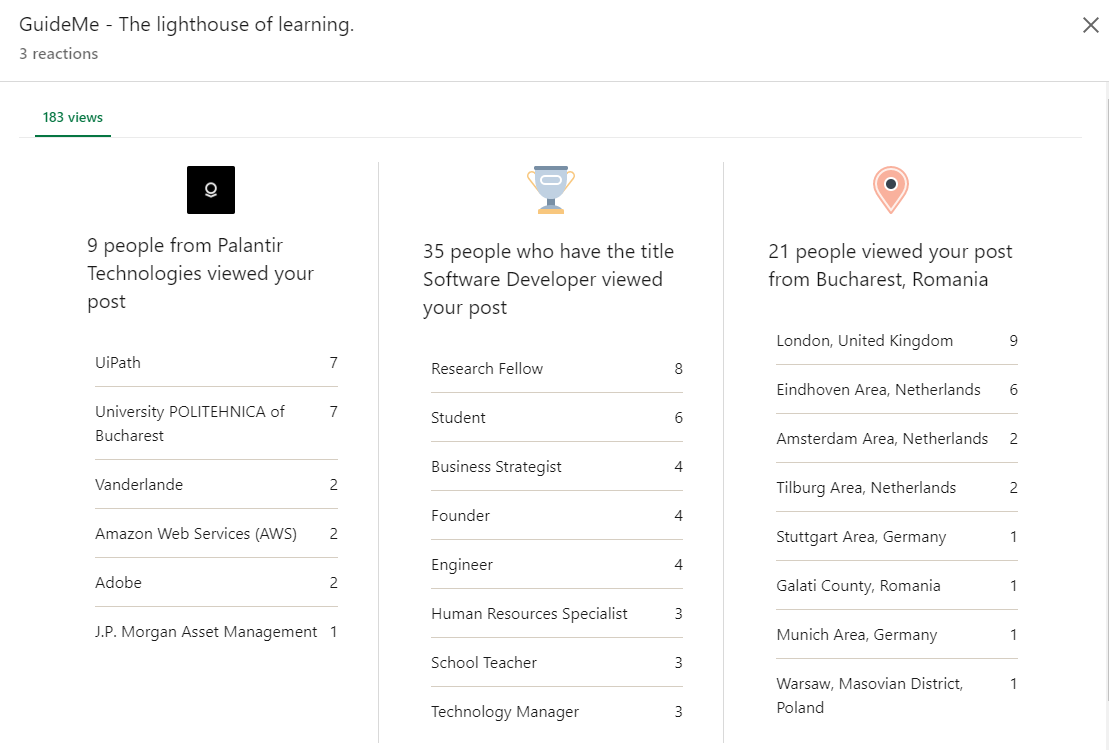 GuideMe - The lighthouse of learning.
3 reactions
183 views
9 people from Palantir
Technologies viewed your
post
UiPath 7
University POLITEHNICA of 7
Bucharest
Vanderlande 2
Amazon Web Services (AWS) 2
Adobe 2
J.P. Morgan Asset Management 1
35 people who have the title
Software Developer viewed
your post
Research Fellow 8
Student 6
Business Strategist 4
Founder 4
Engineer 4
Human Resources Specialist 3
School Teacher 3
Technology Manager 3
21 people viewed your post
from Bucharest, Romania
London, United Kingdom 9
Eindhoven Area, Netherlands 6
Amsterdam Area, Netherlands 2
Tilburg Area, Netherlands 2
Stuttgart Area, Germany 1
Galati County, Romania 1
Munich Area, Germany 1
Warsaw, Masovian District, 1
Poland